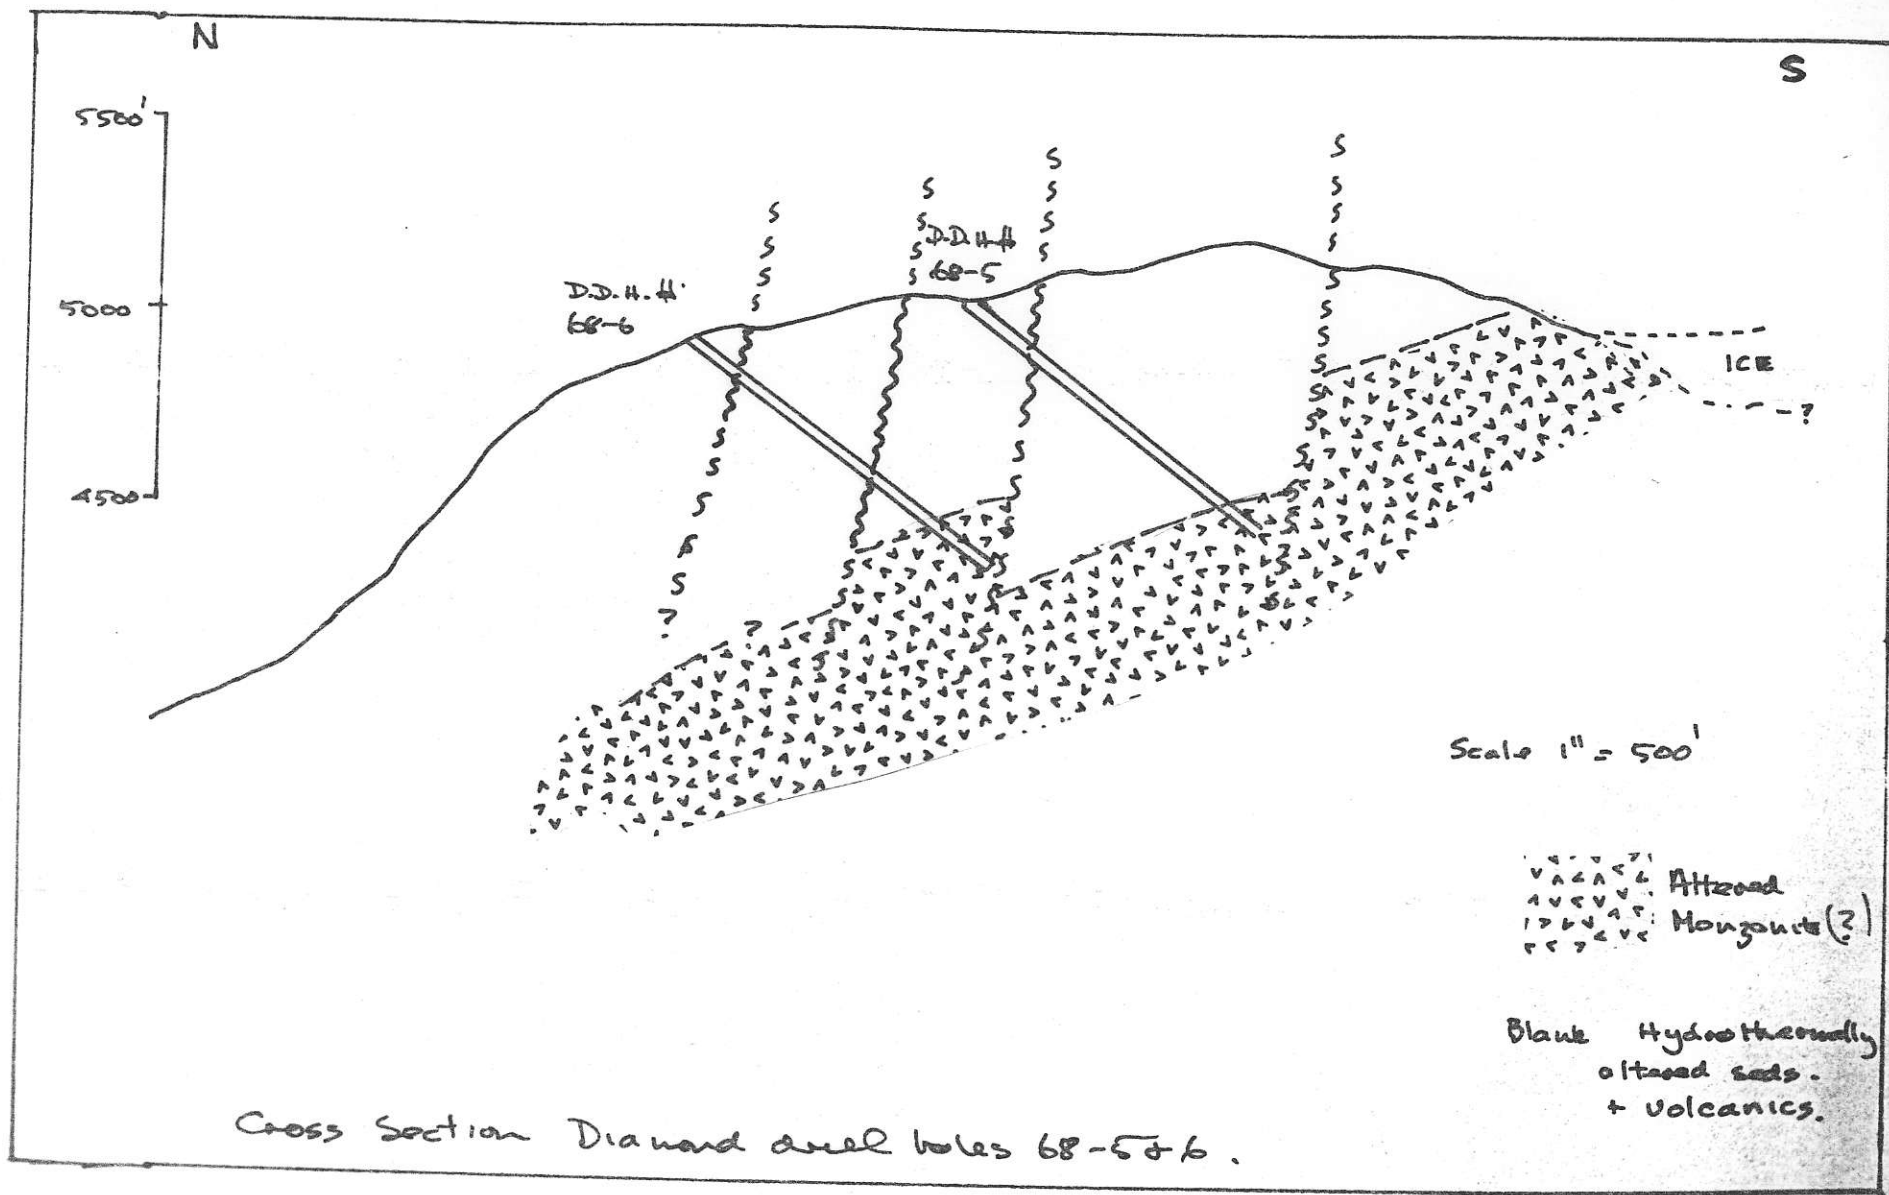 N
S
5500'
5000
4500
D.D.H.#
68-6
D.D.H.#
68-5
ICE
?
?
?
Scale 1" = 500'
Altered
Monzonite (?)
Blank Hydrothermally
altered seds.
+ volcanics.
Cross Section Diamond drill holes 68-5 & 6.